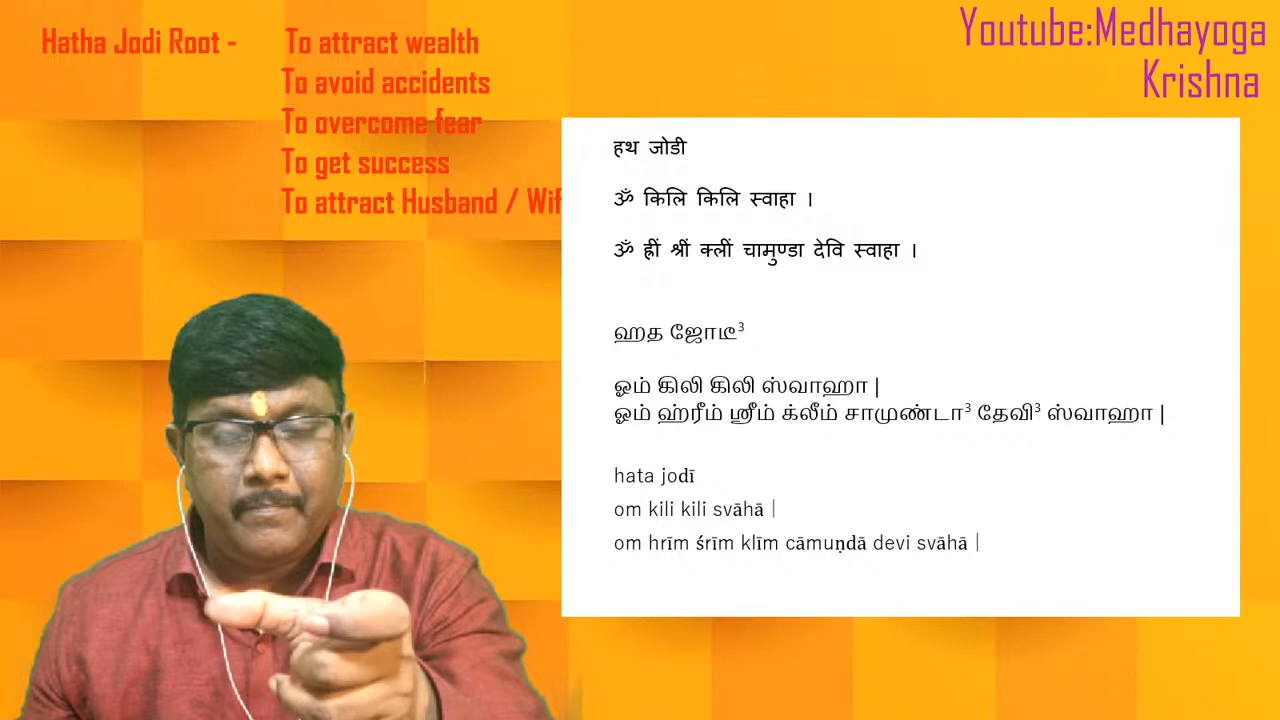 Hatha Jodi Root - To attract wealth
To avoid accidents
To overcome fear
To get success
To attract Husband / Wif
Youtube:Medhayoga
Krishna
हथ जोडी
ॐ किलि किलि स्वाहा ।
ॐ ह्रीं श्रीं क्लीं चामुण्डा देवि स्वाहा ।
ஹத ஜோடீ³
ஓம் கிலி கிலி ஸ்வாஹா |
ஓம் ஹ்ரீம் ஶ்ரீம் க்லீம் சாமுண்டா³ தேவி³ ஸ்வாஹா |
hata jodī
om kili kili svāhā |
om hrīm śrīm klīm cāmuṇdā devi svāhā |